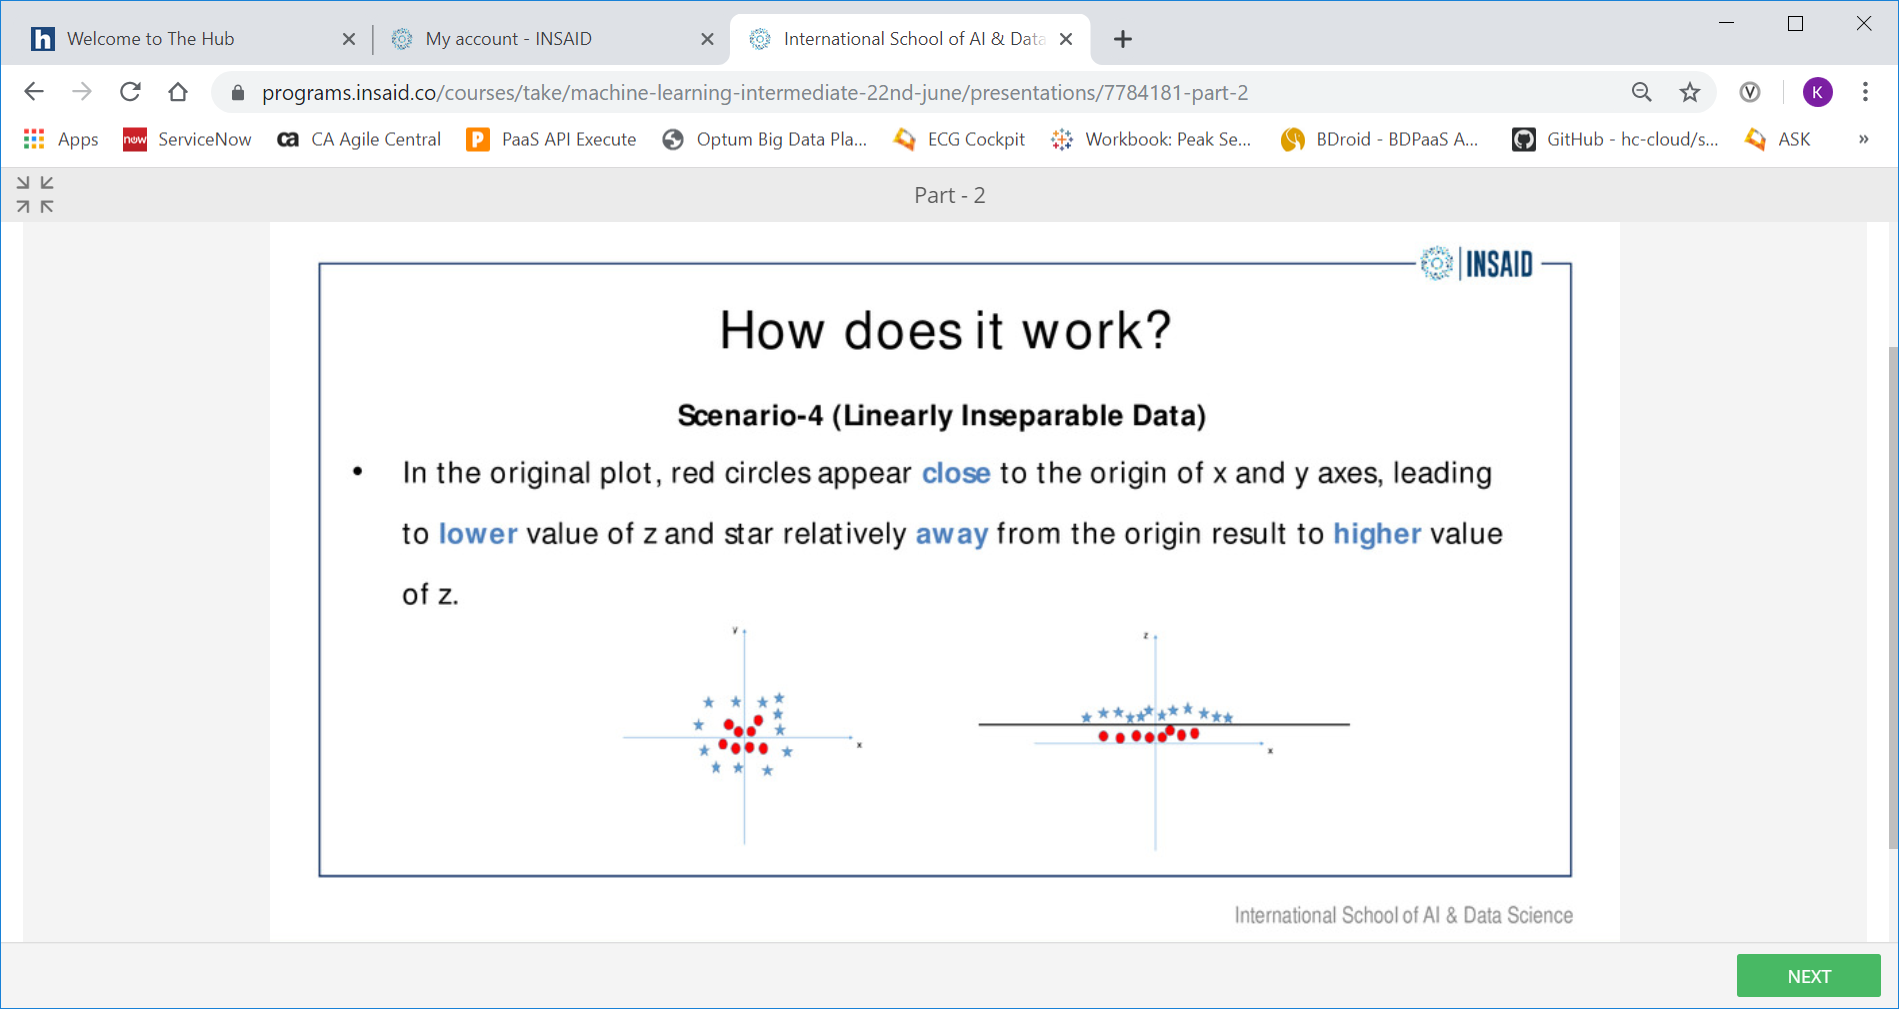 Welcome to The Hub
My account - INSAID
International School of AI & Data
programs.insaid.co/courses/take/machine-learning-intermediate-22nd-june/presentations/7784181-part-2
K
Apps
now ServiceNow
ca CA Agile Central
P PaaS API Execute
Optum Big Data Pla...
ECG Cockpit
Workbook: Peak Se...
BDroid - BDPaaS A...
GitHub - hc-cloud/s...
ASK
»
Part - 2
INSAID
How does it work?
Scenario-4 (Linearly Inseparable Data)
• In the original plot, red circles appear close to the origin of x and y axes, leading
to lower value of z and star relatively away from the origin result to higher value
of z.
y
x
z
x
International School of AI & Data Science
NEXT